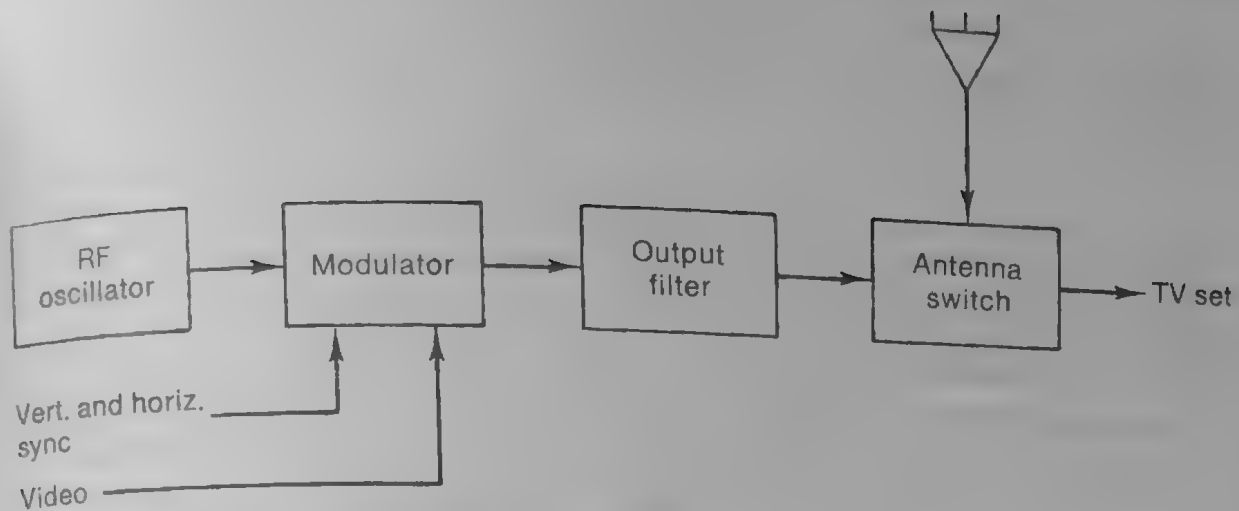 RF
oscillator
Modulator
Output
filter
Antenna
switch
TV set
Vert. and horiz.
sync
Video